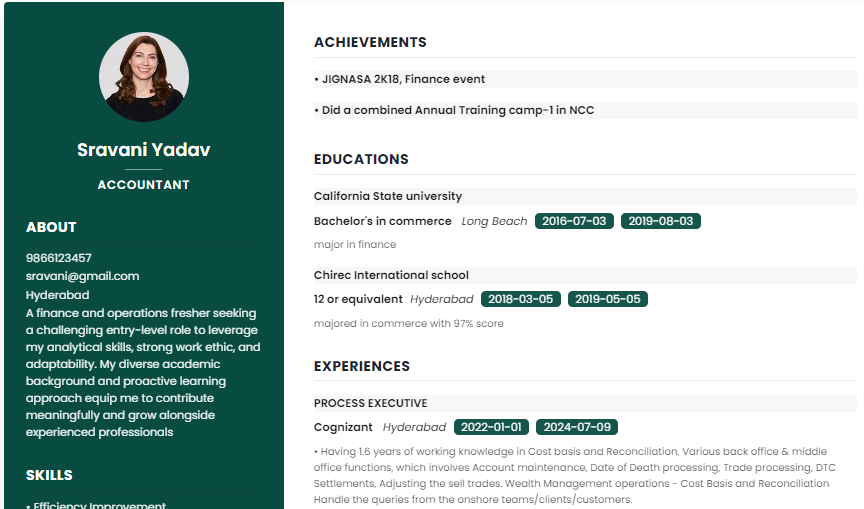 Sravani Yadav
ACCOUNTANT
ABOUT
9866123457
sravani@gmail.com
Hyderabad
A finance and operations fresher seeking
a challenging entry-level role to leverage
my analytical skills, strong work ethic, and
adaptability. My diverse academic
background and proactive learning
approach equip me to contribute
meaningfully and grow alongside
experienced professionals
SKILLS
• Efficiency Improvement
ACHIEVEMENTS
• JIGNASA 2K18, Finance event
• Did a combined Annual Training camp-1 in NCC
EDUCATIONS
California State university
Bachelor's in commerce Long Beach 2016-07-03 2019-08-03
major in finance
Chirec International school
12 or equivalent Hyderabad 2018-03-05 2019-05-05
majored in commerce with 97% score
EXPERIENCES
PROCESS EXECUTIVE
Cognizant Hyderabad 2022-01-01 2024-07-09
• Having 1.6 years of working knowledge in Cost basis and Reconciliation, Various back office & middle
office functions, which involves Account maintenance, Date of Death processing, Trade processing, DTC
Settlements, Adjusting the sell trades. Wealth Management operations - Cost Basis and Reconciliation
Handle the queries from the onshore teams/clients/customers.